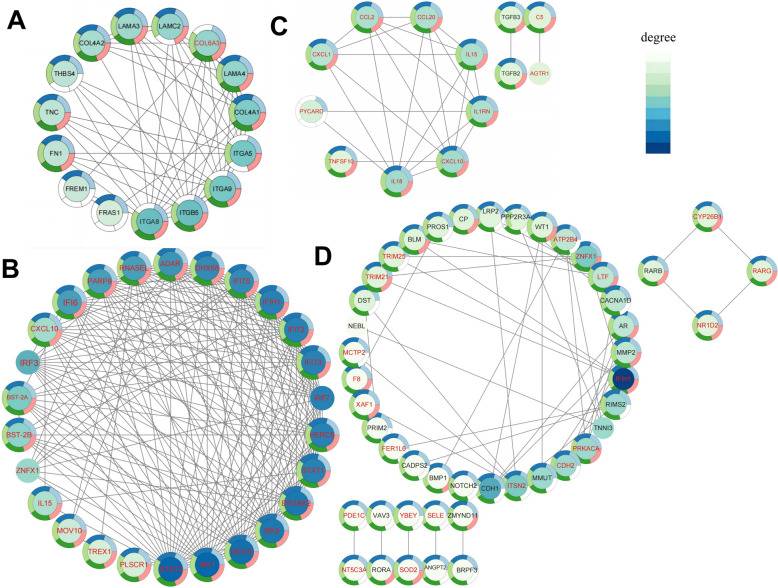 A
LAMA3
LAMC2
COL6A3
COL4A2
LAMA4
THBS4
COL4A1
TNC
ITGA5
FN1
ITGA9
FREM1
ITGB5
FRAS1
ITGA8
C
CCL2
CCL20
CXCL1
IL15
PYCARD
IL1RN
TNFSF10
CXCL10
IL18
TGFB3
C5
TGFB2
AGTR1
degree
B
ADAR
RNASEL
PARP9
IFI6
CXCL10
IRF3
BST-2A
BST-2B
ZNFX1
IL15
MOV10
TREX1
PLSCR1
D
LRP2
CP
PPP2R3A
PROS1
WT1
BLM
ATP2B4
TRIM25
ZNFX1
TRIM21
LTF
DST
CACNA1D
NEBL
AR
MCTP2
MMP2
F8
XAF1
RIMS2
PRIM2
TNNI3
FER1L6
PRKACA
CADPS2
CDH2
BMP1
MMUT
NOTCH2
CDH1
ITSN2
CYP26B1
RARB
RARG
NR1D2
PDE1C
VAV3
YBEY
SELE
ZMYND11
NT5C3A
RORA
SOD2
ANGPT2
BRPF3